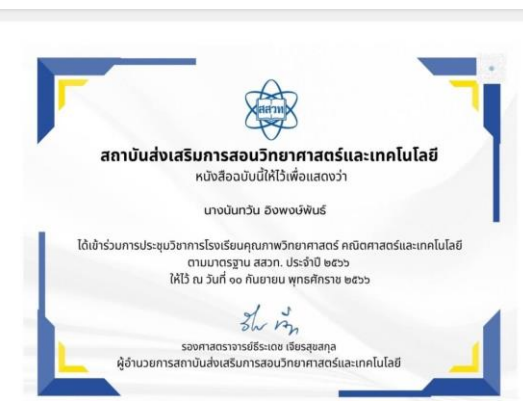 สสวท
สถาบันส่งเสริมการสอนวิทยาศาสตร์และเทคโนโลยี
หนังสือฉบับนี้ให้ไว้เพื่อแสดงว่า
นางนันทวัน อิงพงษ์พันธ์
ได้เข้าร่วมการประชุมวิชาการโรงเรียนคุณภาพวิทยาศาสตร์ คณิตศาสตร์และเทคโนโลยี
ตามมาตรฐาน สสวท. ประจำปี ๒๕๖๖
ให้ไว้ ณ วันที่ ๑๐ กันยายน พุทธศักราช ๒๕๖๖
รองศาสตราจารย์ธีระเดช เจียรสุขสกุล
ผู้อำนวยการสถาบันส่งเสริมการสอนวิทยาศาสตร์และเทคโนโลยี